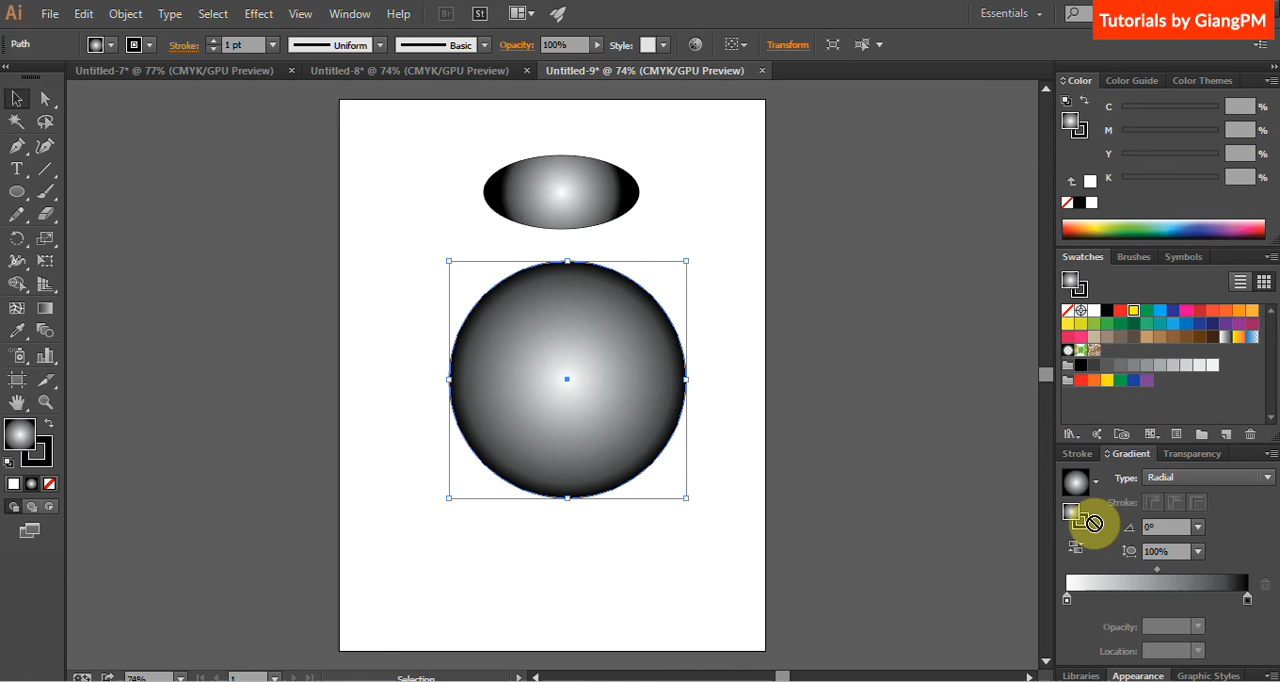 Ai File Edit Object Type Select Effect View Window Help Br St Essentials
Tutorials by GiangPM
Path Stroke: 1 pt Uniform Basic Opacity: 100% Style: Transform
Untitled-7* @ 77% (CMYK/GPU Preview) × Untitled-8* @ 74% (CMYK/GPU Preview) × Untitled-9* @ 74% (CMYK/GPU Preview) ×
Color Color Guide Color Themes
C %
M %
Y %
K %
Swatches Brushes Symbols
Stroke Gradient Transparency
Type: Radial
Stroke:
0°
100%
Opacity:
Location:
74% 1 Selection
Libraries Appearance Graphic Styles